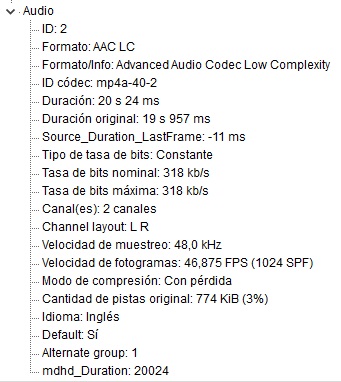 Audio
ID: 2
Formato: AAC LC
Formato/Info: Advanced Audio Codec Low Complexity
ID códec: mp4a-40-2
Duración: 20 s 24 ms
Duración original: 19 s 957 ms
Source_Duration_LastFrame: -11 ms
Tipo de tasa de bits: Constante
Tasa de bits nominal: 318 kb/s
Tasa de bits máxima: 318 kb/s
Canal(es): 2 canales
Channel layout: L R
Velocidad de muestreo: 48,0 kHz
Velocidad de fotogramas: 46,875 FPS (1024 SPF)
Modo de compresión: Con pérdida
Cantidad de pistas original: 774 KiB (3%)
Idioma: Inglés
Default: Sí
Alternate group: 1
mdhd_Duration: 20024